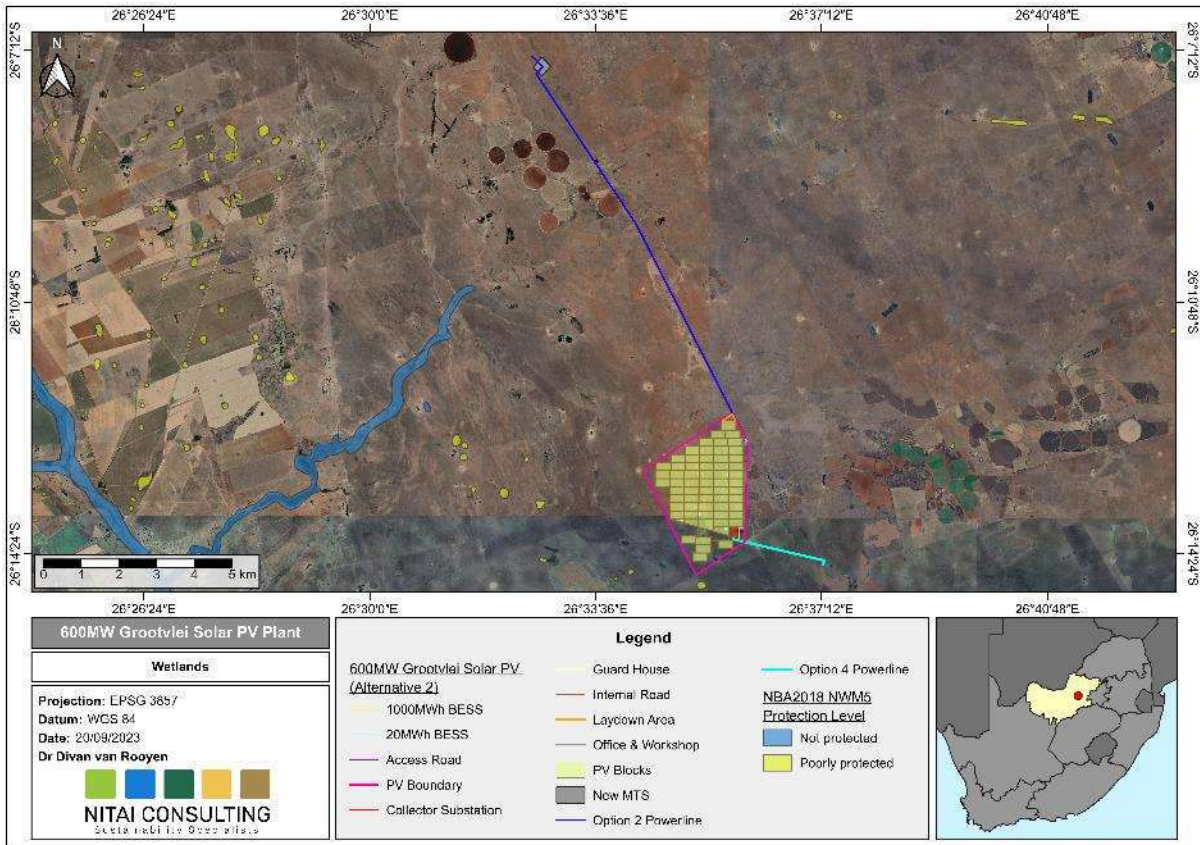 26°26'24"E 26°30'0"E 26°33'36"E 26°37'12"E 26°40'48"E
26°7'12"S 26°7'12"S
N
26°10'48"S 26°10'48"S
26°14'24"S 26°14'24"S
0 1 2 3 4 5 km
26°26'24"E 26°30'0"E 26°33'36"E 26°37'12"E 26°40'48"E
600MW Grootvlei Solar PV Plant
Wetlands
Projection: EPSG 3857
Datum: WGS 84
Date: 20/09/2023
Dr Divan van Rooyen
NITAI CONSULTING
Sustainability Specialists
Legend
600MW Grootvlei Solar PV
(Alternative 2)
1000MWh BESS
20MWh BESS
Access Road
PV Boundary
Collector Substation
Guard House
Internal Road
Laydown Area
Office & Workshop
PV Blocks
New MTS
Option 2 Powerline
Option 4 Powerline
NBA2018 NWM5
Protection Level
Not protected
Poorly protected